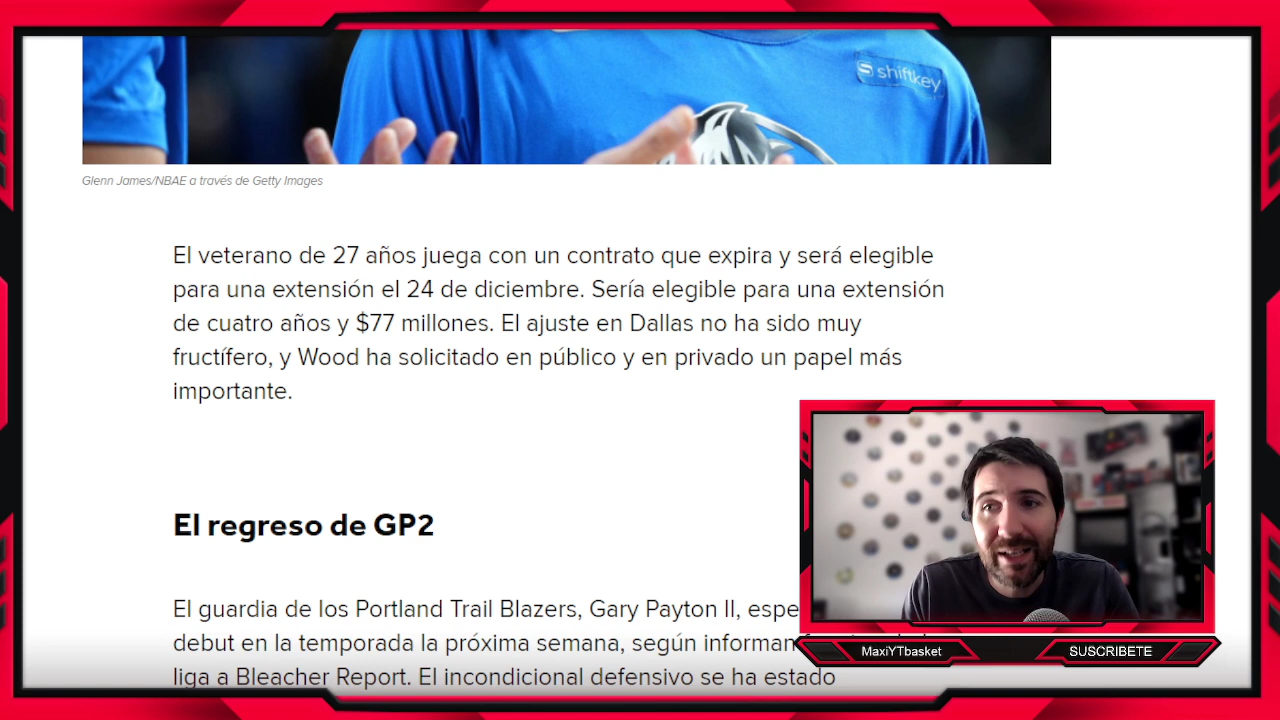 shiftkey
Glenn James/NBAE a través de Getty Images
El veterano de 27 años juega con un contrato que expira y será elegible
para una extensión el 24 de diciembre. Sería elegible para una extensión
de cuatro años y $77 millones. El ajuste en Dallas no ha sido muy
fructífero, y Wood ha solicitado en público y en privado un papel más
importante.
El regreso de GP2
El guardia de los Portland Trail Blazers, Gary Payton II,
debut en la temporada la próxima semana, según informan
liga a Bleacher Report. El incondicional defensivo se ha estado
MaxiYTbasket
SUSCRIBETE